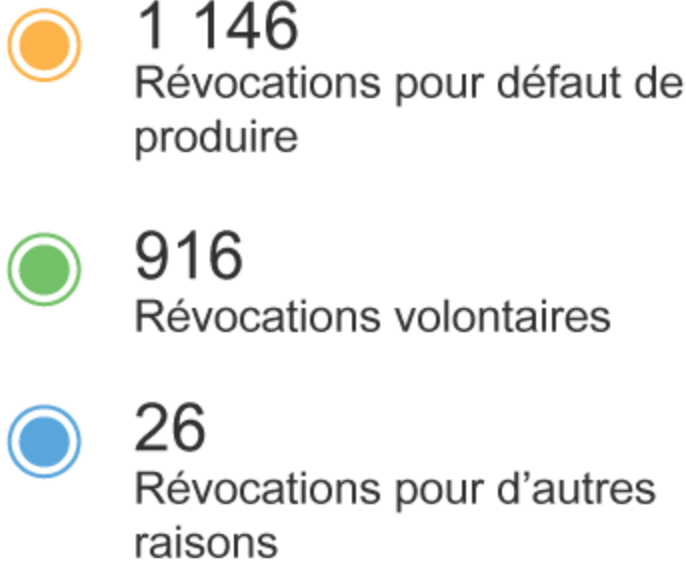 1 146
Révocations pour défaut de
produire
916
Révocations volontaires
26
Révocations pour d’autres
raisons